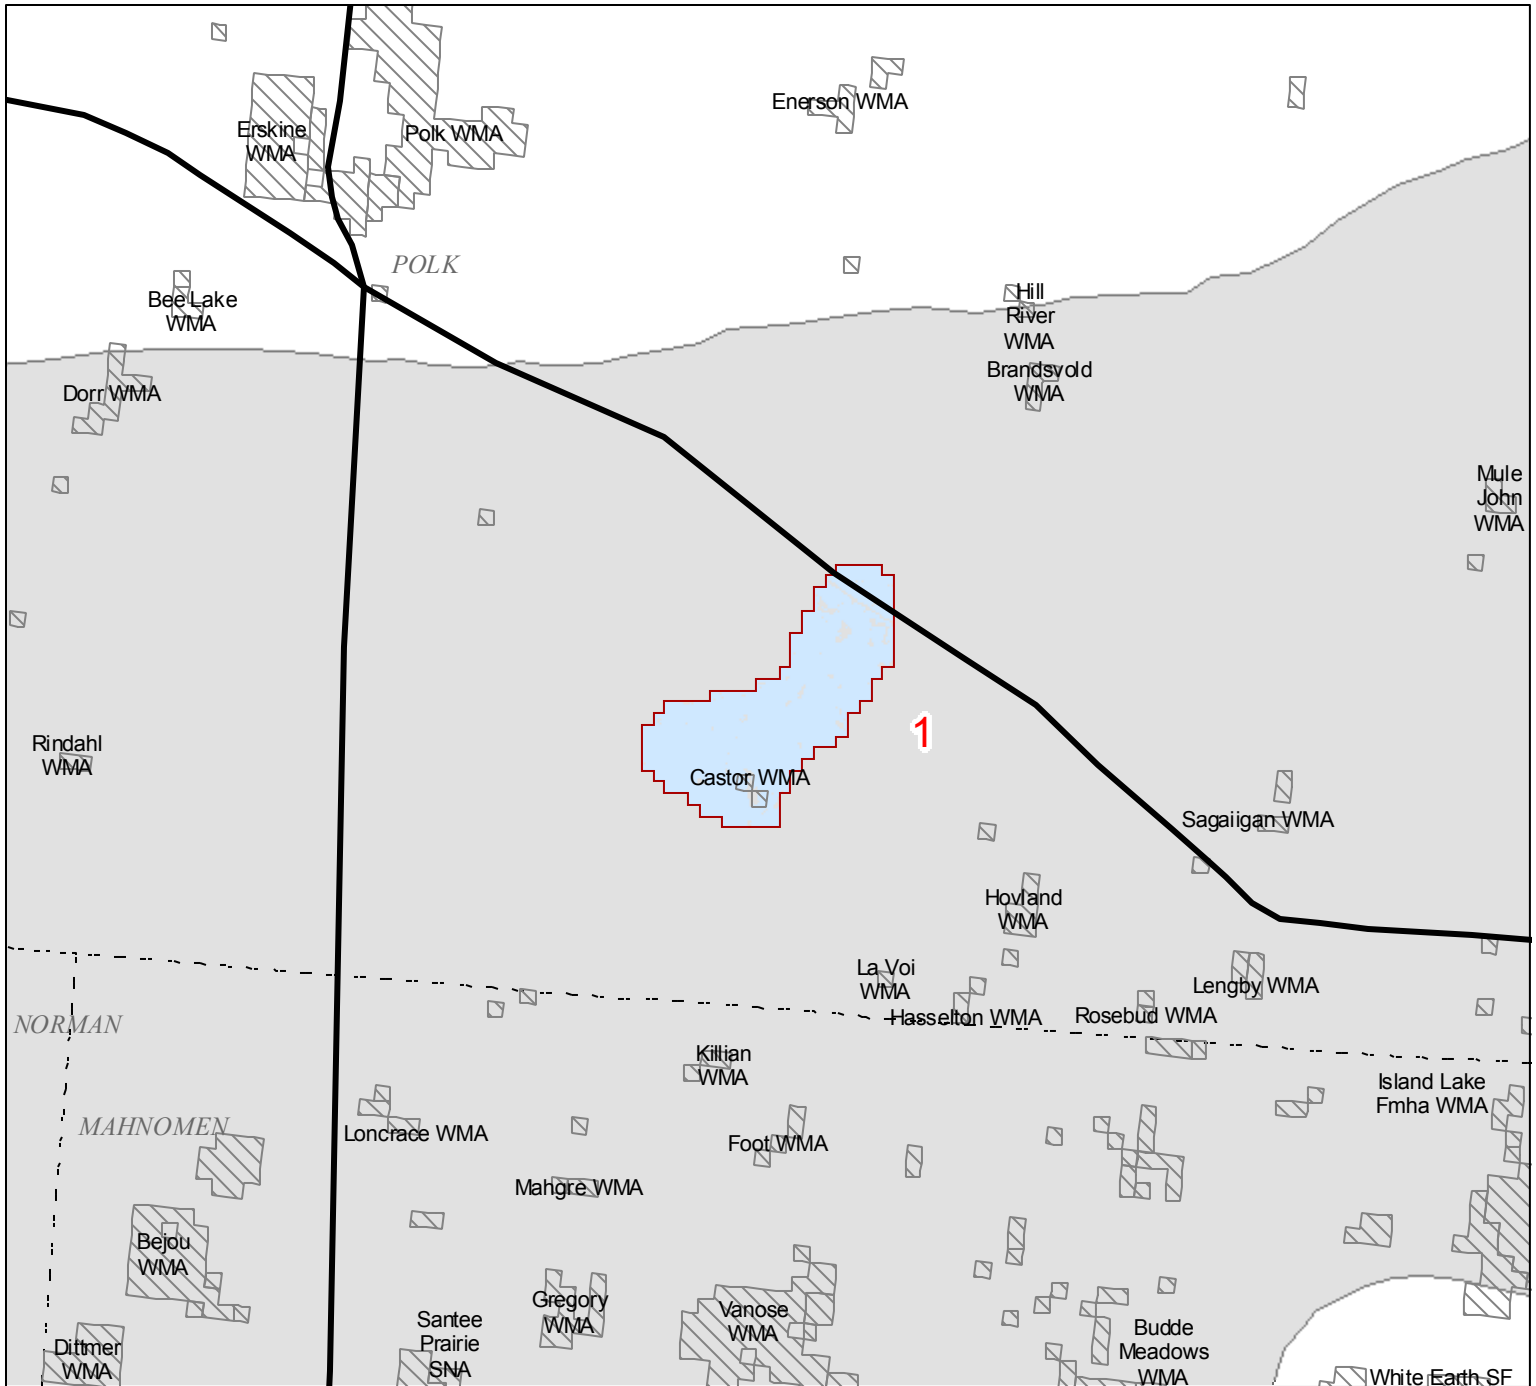 Enerson WMA
Erskine
WMA
Polk WMA
POLK
Bee Lake
WMA
Hill
River
WMA
Brandsvold
WMA
Dorr WMA
Mule
John
WMA
1
Rindahl
WMA
Castor WMA
Sagaiigan WMA
Hovland
WMA
La Voi
WMA
Lengby WMA
Hasselton WMA
Rosebud WMA
NORMAN
Killian
WMA
Island Lake
Fmha WMA
MAHNOMEN
Loncrace WMA
Foot WMA
Mahgre WMA
Bejou
WMA
Gregory
WMA
Vanose
WMA
Santee
Prairie
SNA
Budde
Meadows
WMA
Dittmer
WMA
White Earth SF